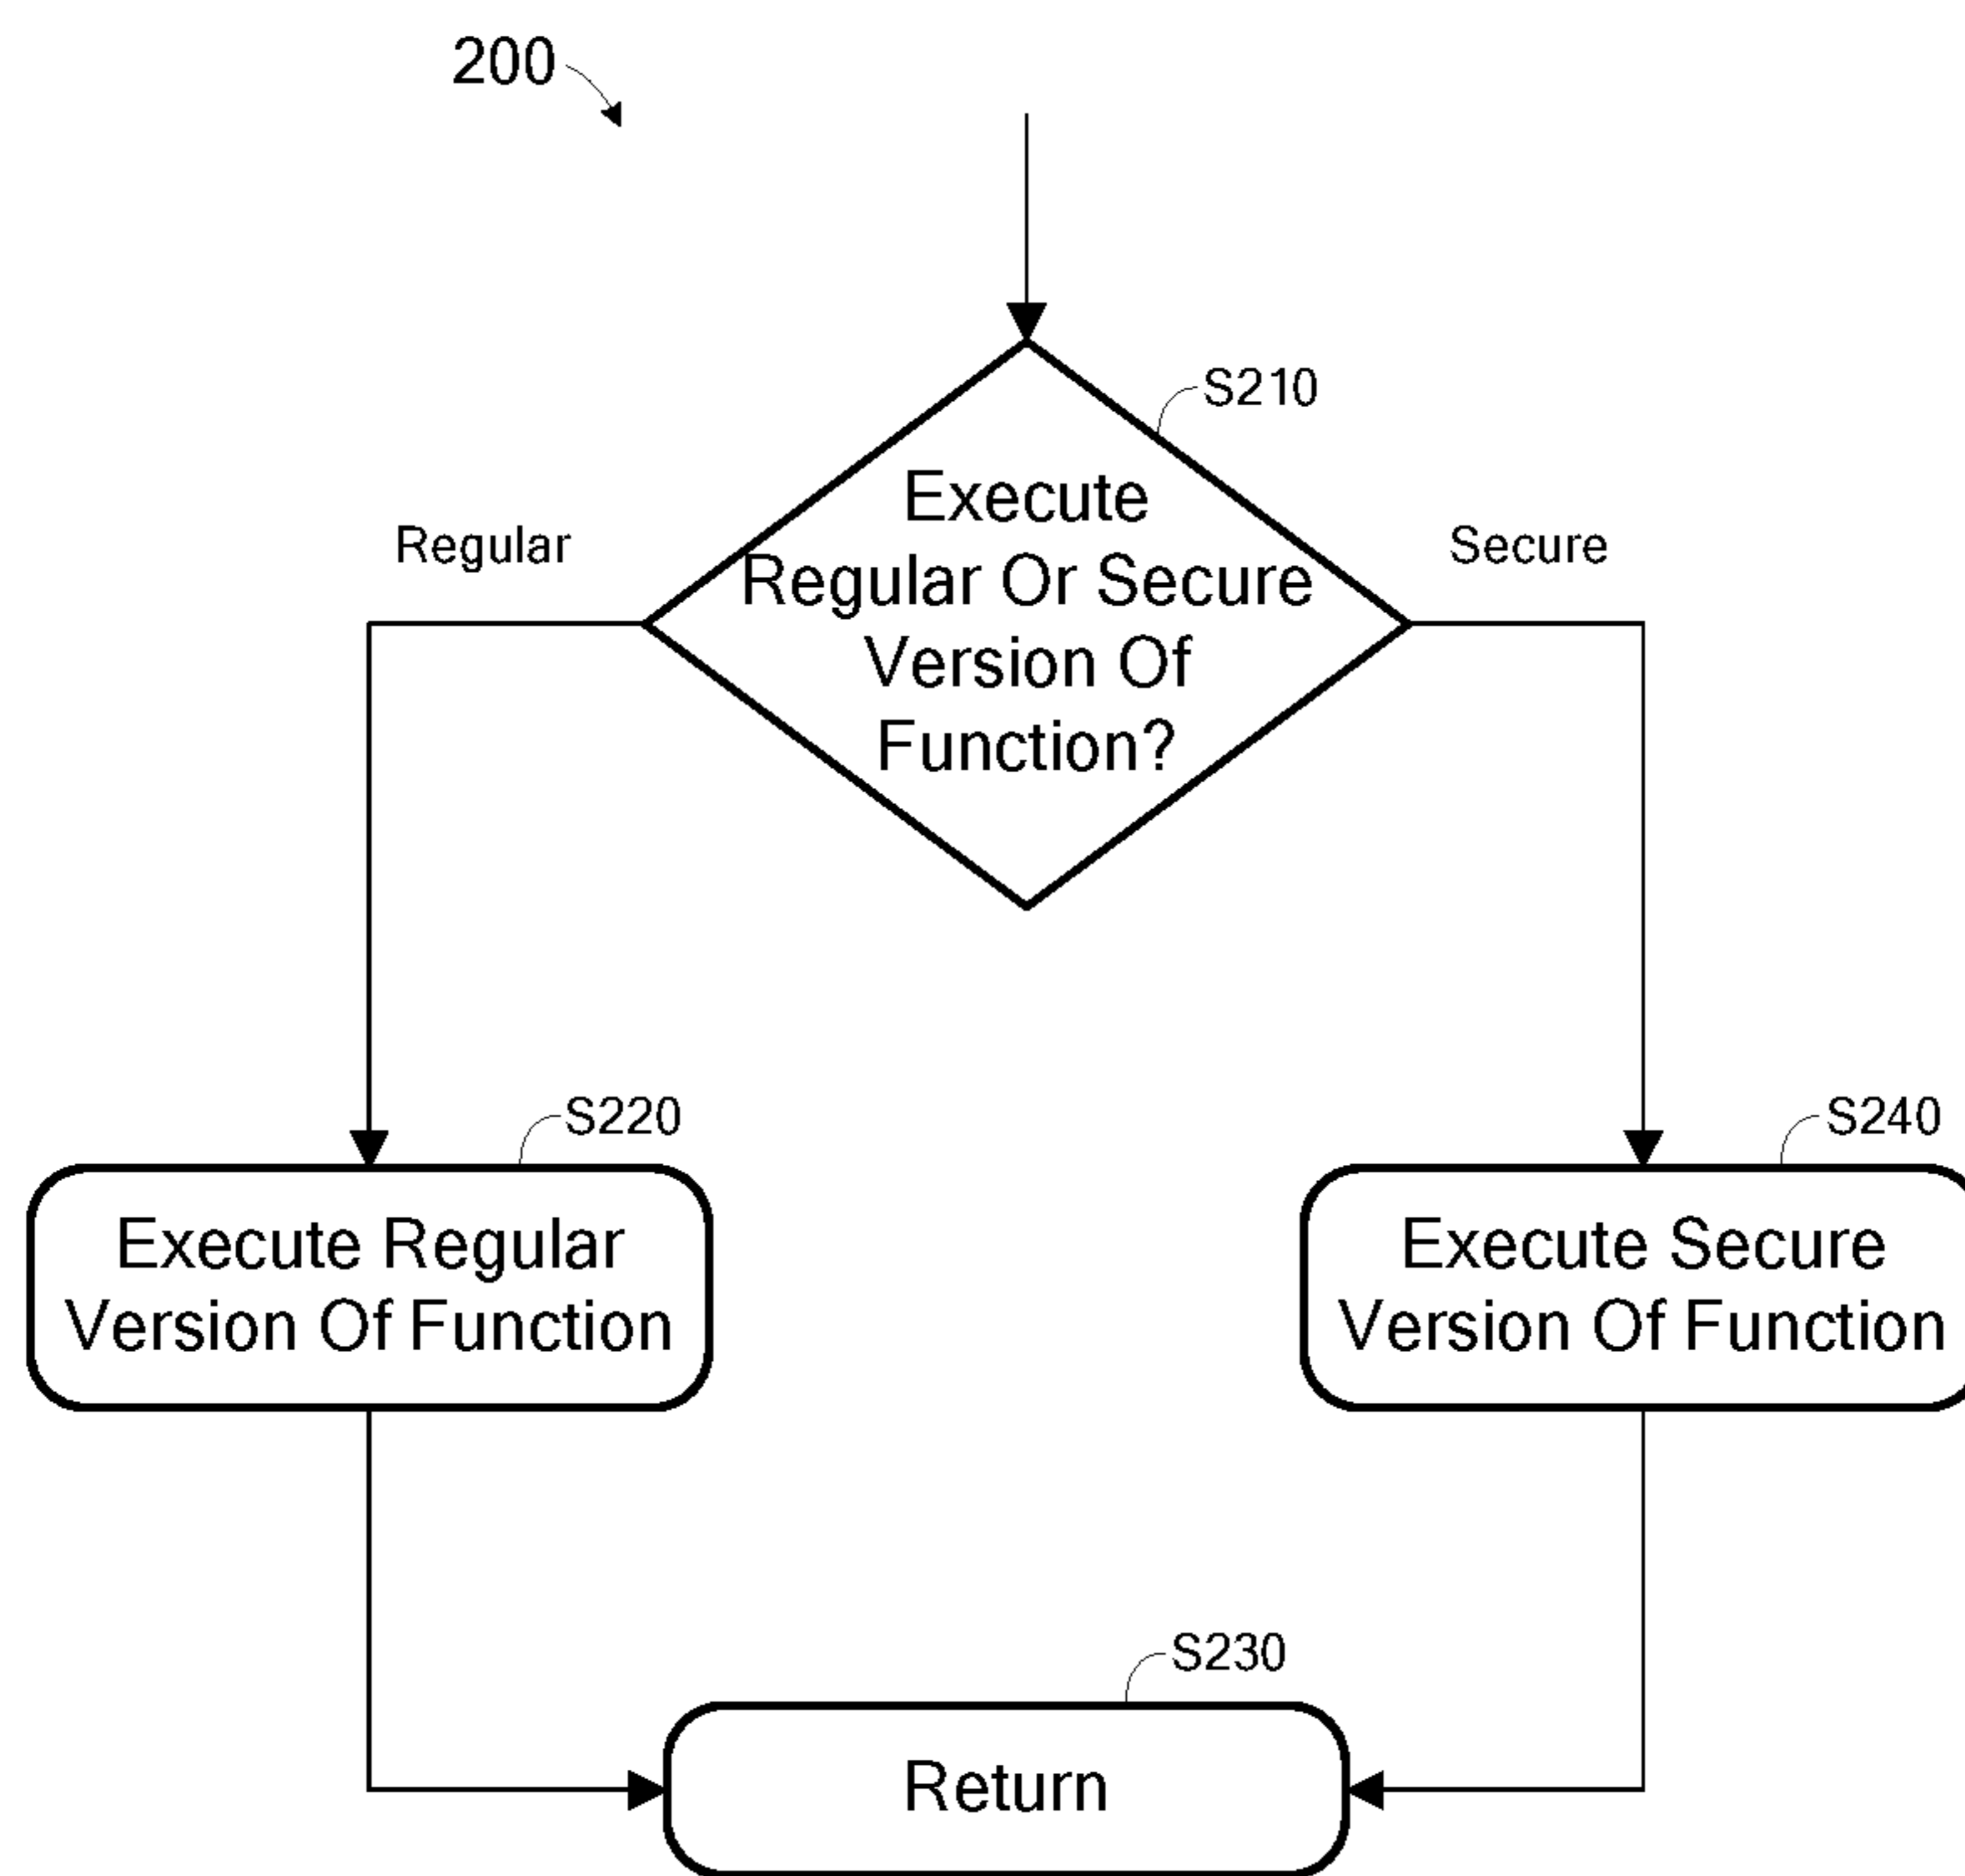 200
S210
Execute
Regular Or Secure
Version Of
Function?
Regular
Secure
S220
Execute Regular
Version Of Function
S240
Execute Secure
Version Of Function
S230
Return